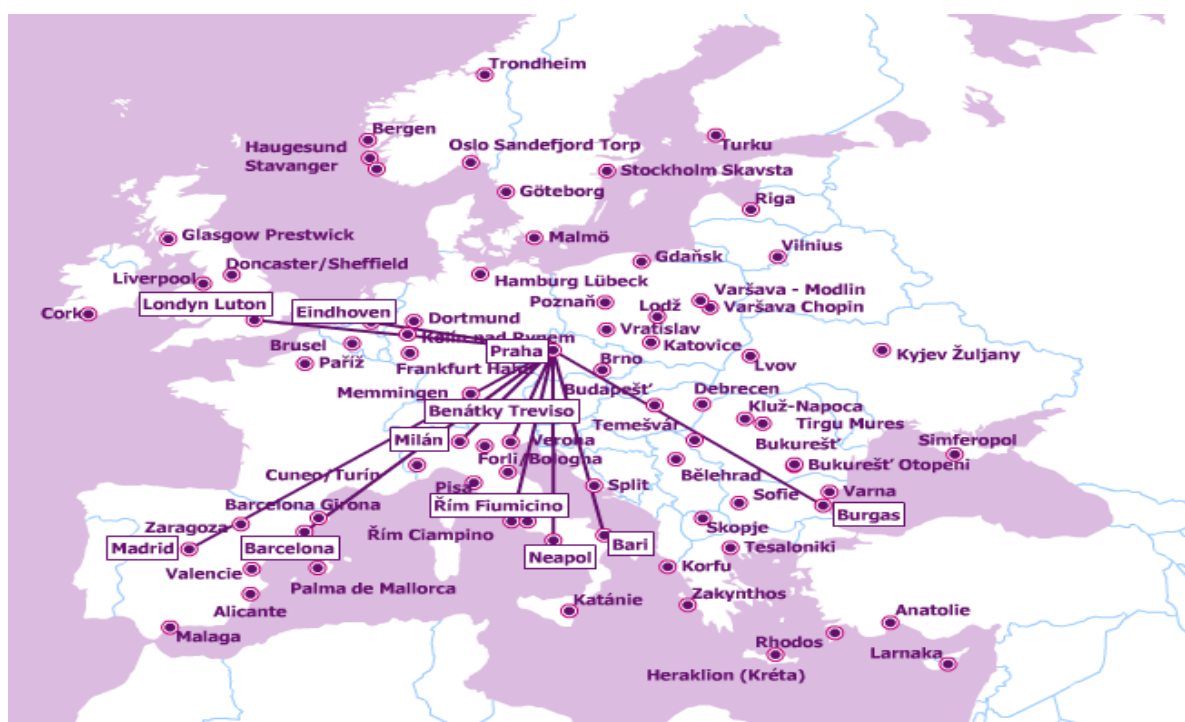 Trondheim
Bergen
Haugesund
Stavanger
Oslo Sandefjord Torp
Turku
Stockholm Skavsta
Göteborg
Riga
Glasgow Prestwick
Malmö
Vilnius
Gdaňsk
Doncaster/Sheffield
Liverpool
Hamburg Lübeck
Londyn Luton
Eindhoven
Poznaň
Lodž
Varšava - Modlin
Varšava Chopin
Cork
Dortmund
Kolín nad Rýnem
Vratislav
Katovice
Brusel
Praha
Paříž
Frankfurt Hahn
Brno
Lvov
Kyjev Žuljany
Memmingen
Budapešť
Debrecen
Benátky Treviso
Kluž-Napoca
Temešvár
Tirgu Mures
Milán
Verona
Bukurešť
Simferopol
Forli/Bologna
Bukurešť Otopeni
Cuneo/Turín
Bělehrad
Pisa
Split
Sofie
Varna
Barcelona Girona
Řím Fiumicino
Burgas
Zaragoza
Řím Ciampino
Skopje
Madrid
Barcelona
Neapol
Bari
Tesaloniki
Valencie
Korfu
Palma de Mallorca
Alicante
Katánie
Zakynthos
Anatolie
Malaga
Rhodos
Larnaka
Heraklion (Kréta)